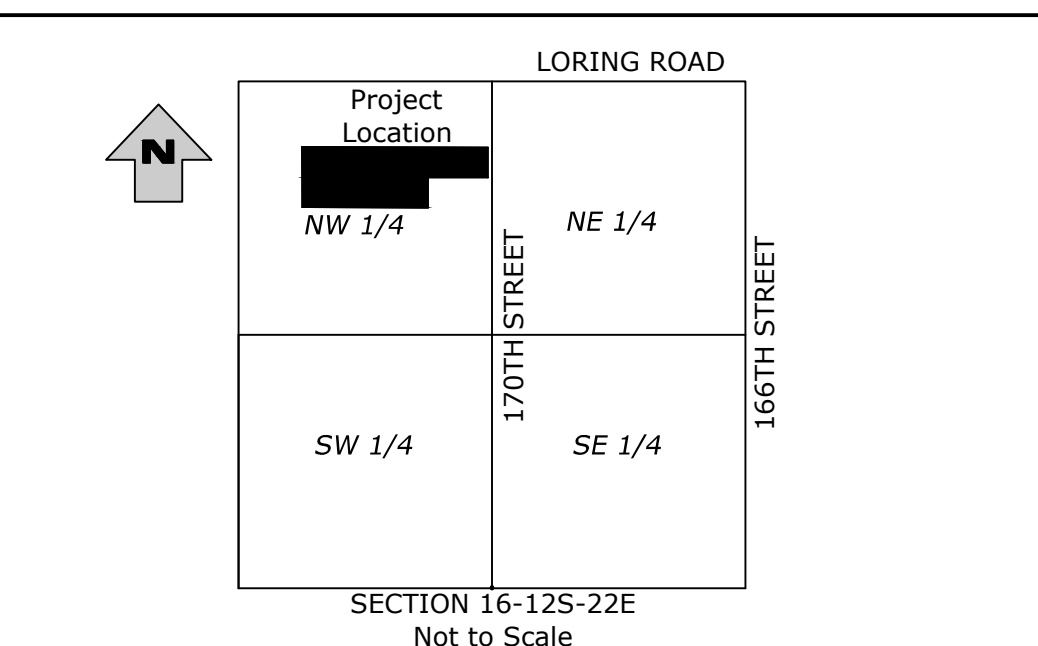 LORING ROAD
Project
Location
N
NW 1/4
NE 1/4
170TH STREET
166TH STREET
SW 1/4
SE 1/4
SECTION 16-12S-22E
Not to Scale